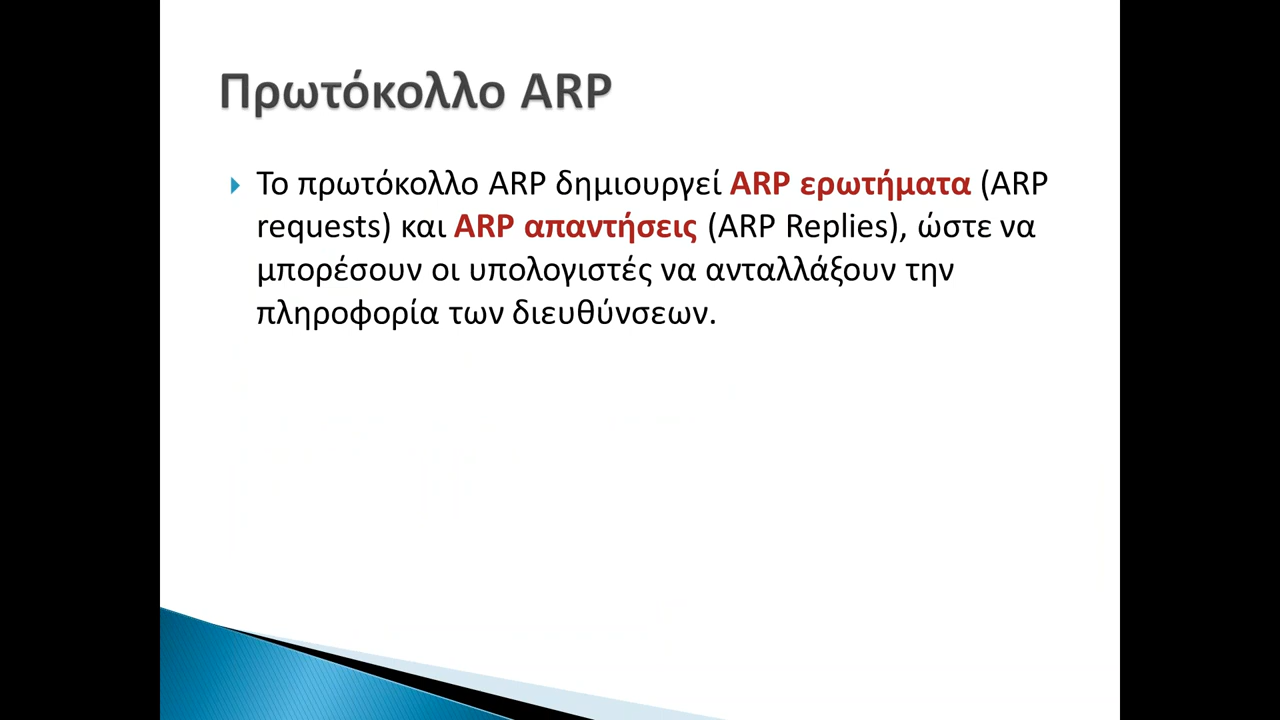 Πρωτόκολλο ARP
Το πρωτόκολλο ARP δημιουργεί ARP ερωτήματα (ARP
requests) και ARP απαντήσεις (ARP Replies), ώστε να
μπορέσουν οι υπολογιστές να ανταλλάξουν την
πληροφορία των διευθύνσεων.